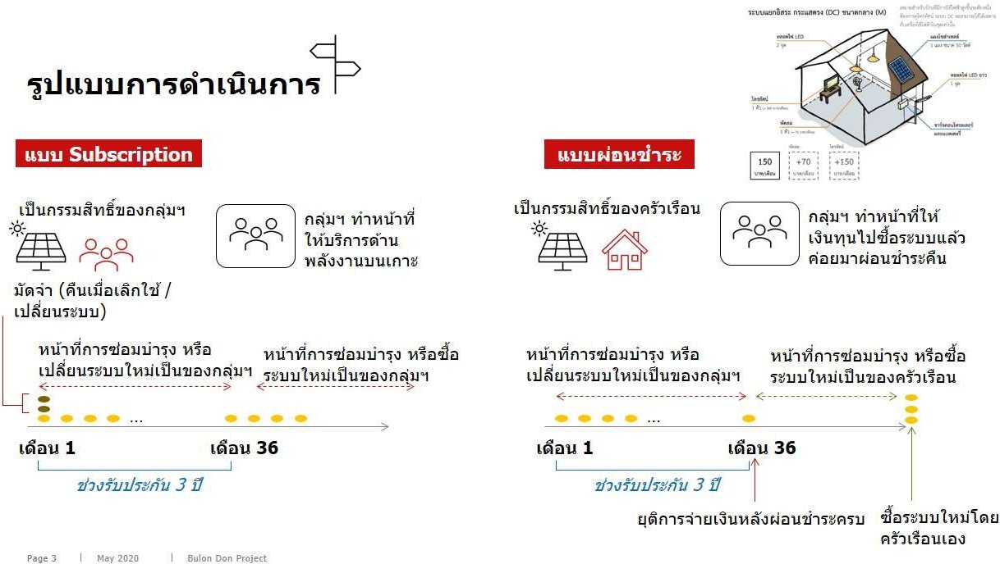 ระบบแยกอิสระ กระแสตรง (DC) ขนาดกลาง (M)
หลอดไฟ LED
2 จุด
แผงโซล่าเซลล์
1 แผง ขนาด 50 วัตต์
หลอดไฟ LED ยาว
1 จุด
โทรทัศน์
1 ตัว
พัดลม
1 ตัว
ชาร์จคอนโทรลเลอร์
และแบตเตอรี่
150
บาท/เดือน
พัดลม
+70
บาท/เดือน
โทรทัศน์
+150
บาท/เดือน
รูปแบบการดำเนินการ
แบบ Subscription
เป็นกรรมสิทธิ์ของกลุ่มฯ
กลุ่มฯ ทำหน้าที่
ให้บริการด้าน
พลังงานบนเกาะ
มัดจำ (คืนเมื่อเลิกใช้ /
เปลี่ยนระบบ)
หน้าที่การซ่อมบำรุง หรือ
เปลี่ยนระบบใหม่เป็นของกลุ่มฯ
หน้าที่การซ่อมบำรุง หรือซื้อ
ระบบใหม่เป็นของกลุ่มฯ
...
เดือน 1
เดือน 36
ช่วงรับประกัน 3 ปี
แบบผ่อนชำระ
เป็นกรรมสิทธิ์ของครัวเรือน
กลุ่มฯ ทำหน้าที่ให้
เงินทุนไปซื้อระบบแล้ว
ค่อยมาผ่อนชำระคืน
หน้าที่การซ่อมบำรุง หรือ
เปลี่ยนระบบใหม่เป็นของกลุ่มฯ
หน้าที่การซ่อมบำรุง หรือซื้อ
ระบบใหม่เป็นของครัวเรือน
...
เดือน 1
เดือน 36
ช่วงรับประกัน 3 ปี
ยุติการจ่ายเงินหลังผ่อนชำระครบ
ซื้อระบบใหม่โดย
ครัวเรือนเอง
Page 3
May 2020
Bulon Don Project